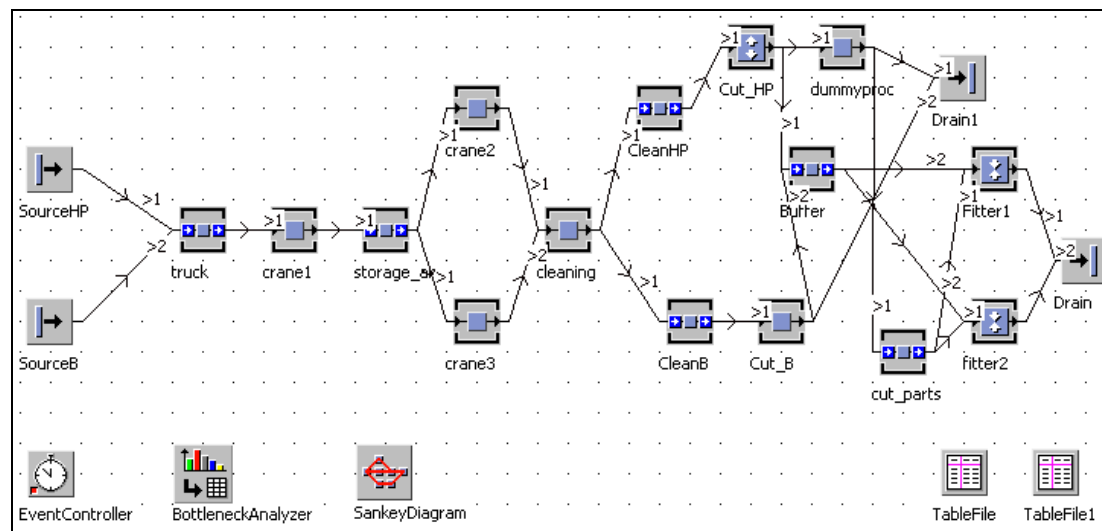 >1
>1
Cut_HP
dummyproc
>1
>2
Drain1
>1
crane2
CleanHP
>1
>1
>2
Buffer
>2
>1
Fitter1
SourceHP
>1
>2
truck
>1
crane1
>1
storage_ar
>1
>1
>2
cleaning
>1
>1
>1
>2
Drain
SourceB
crane3
CleanB
>1
Cut_B
>1
cut_parts
>2
>1
fitter2
EventController
BottleneckAnalyzer
SankeyDiagram
TableFile
TableFile1